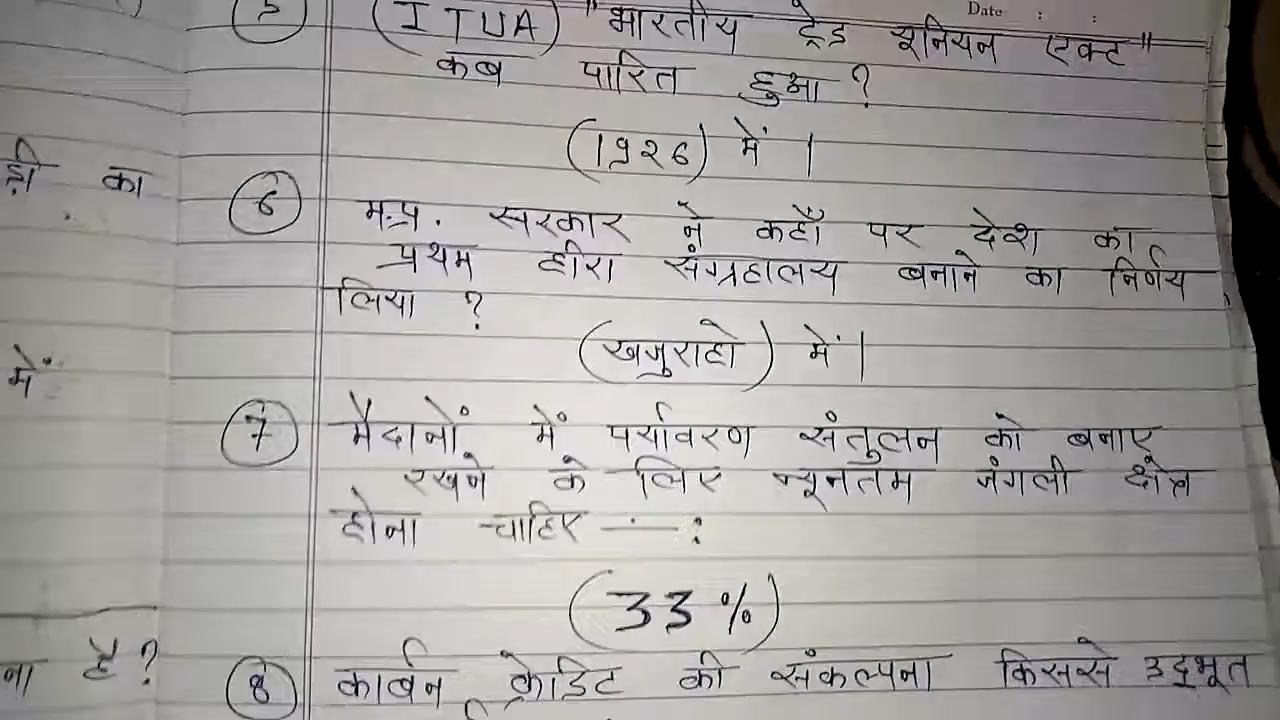 Date : :
5 (ITUA) "भारतीय ट्रेड यूनियन एक्ट"
कब पारित हुआ ?
(1926) में |
ही का
6 म.प्र. सरकार ने कहाँ पर देश का
प्रथम हीरा संग्रहालय बनाने का निर्णय
लिया ?
(खजुराहो) में |
में
7 मैदानों में पर्यावरण संतुलन को बनाए
रखने के लिए न्यूनतम जंगली क्षेत्र
होना चाहिए —— :
(33%)
ना है ?
8 कार्बन क्रेडिट की संकल्पना किससे उद्भूत